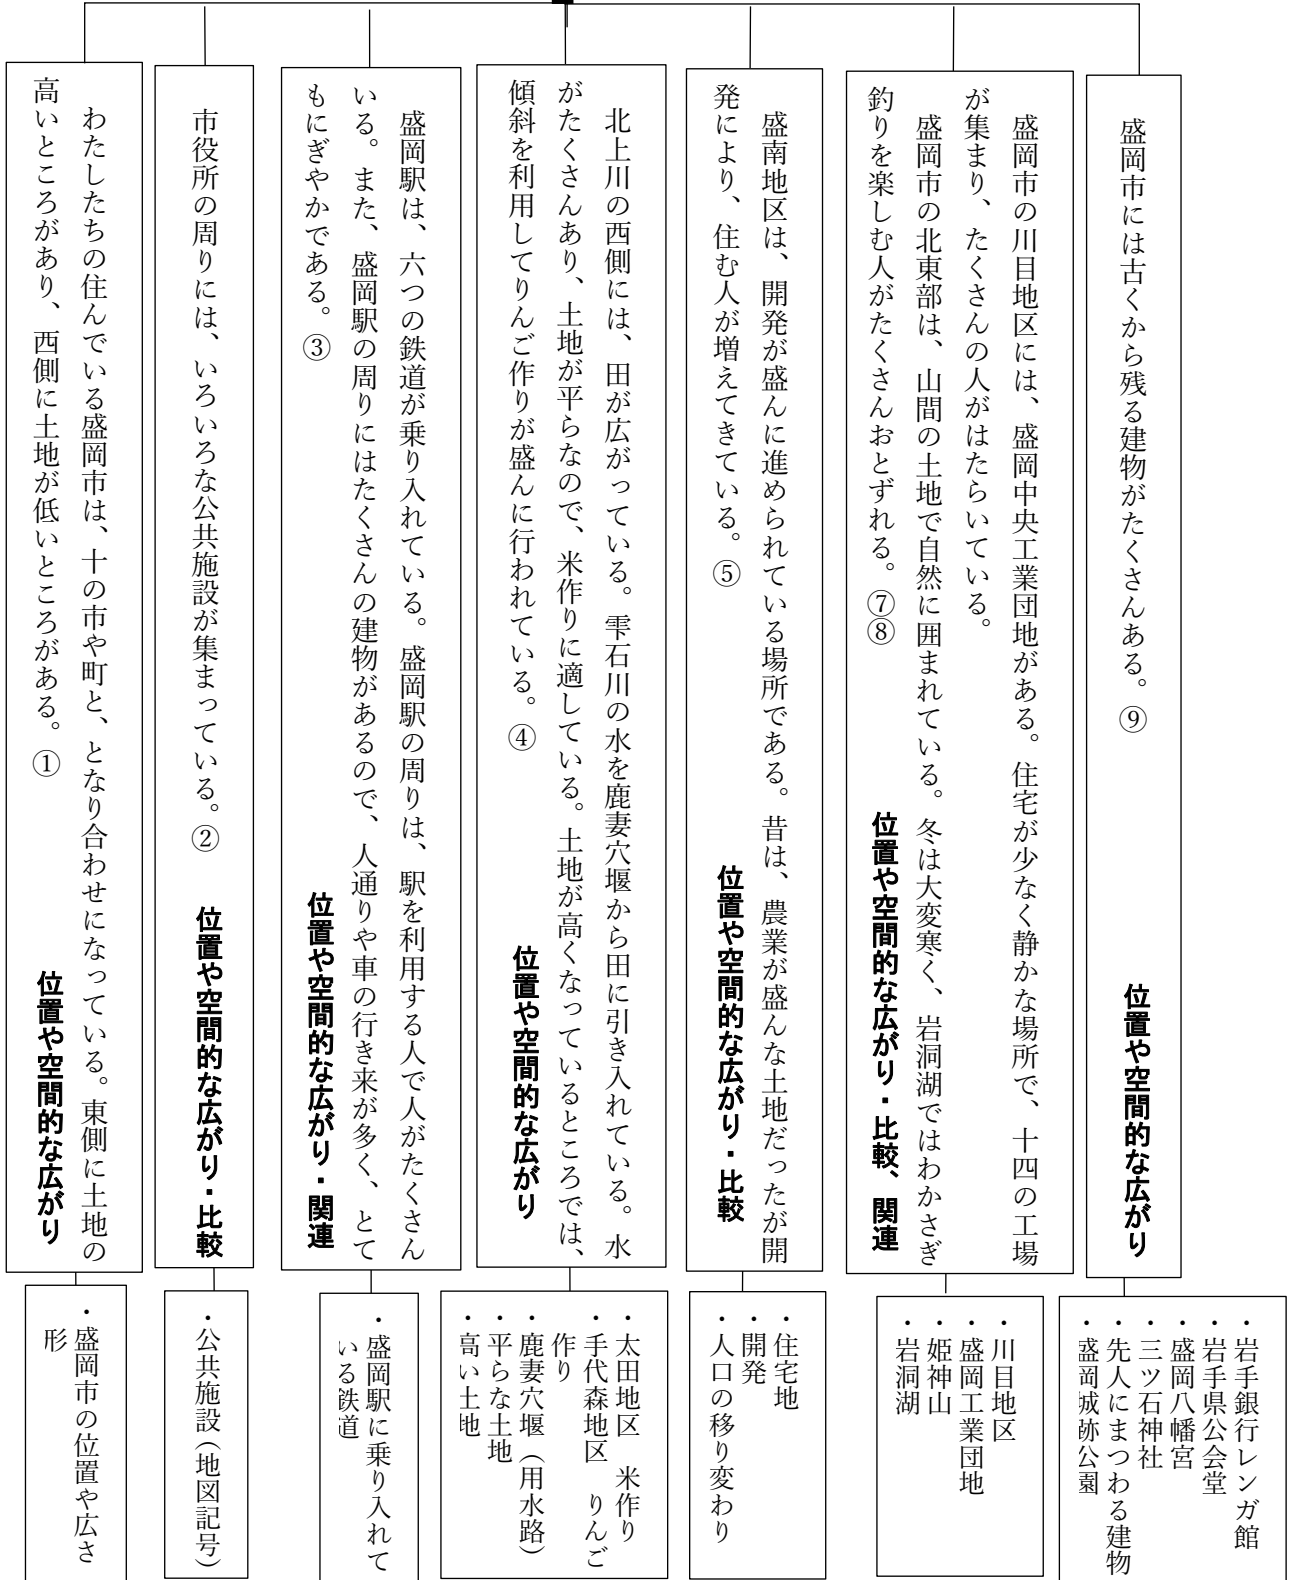 盛岡市には古くから残る建物がたくさんある。⑨
位置や空間的な広がり
盛岡市の川目地区には、盛岡中央工業団地がある。住宅が少なく静かな場所で、十四の工場
が集まり、たくさんの人がはたらいている。
盛岡市の北東部は、山間の土地で自然に囲まれている。冬は大変寒く、岩洞湖ではわかさぎ
釣りを楽しむ人がたくさんおとずれる。⑦⑧
位置や空間的な広がり・比較、関連
盛南地区は、開発が盛んに進められている場所である。昔は、農業が盛んな土地だったが開
発により、住む人が増えてきている。⑤
位置や空間的な広がり・比較
北上川の西側には、田が広がっている。雫石川の水を鹿妻穴堰から田に引き入れている。水
がたくさんあり、土地が平らなので、米作りに適している。土地が高くなっているところでは、
傾斜を利用してりんご作りが盛んに行われている。④
位置や空間的な広がり
盛岡駅は、六つの鉄道が乗り入れている。盛岡駅の周りは、駅を利用する人で人がたくさん
いる。また、盛岡駅の周りにはたくさんの建物があるので、人通りや車の行き来が多く、とて
もにぎやかである。③
位置や空間的な広がり・関連
市役所の周りには、いろいろな公共施設が集まっている。②
位置や空間的な広がり・比較
わたしたちの住んでいる盛岡市は、十の市や町と、となり合わせになっている。東側に土地の
高いところがあり、西側に土地が低いところがある。①
位置や空間的な広がり
・岩手銀行レンガ館
・岩手県公会堂
・盛岡八幡宮
・三ツ石神社
・先人にまつわる建物
・盛岡城跡公園
・川目地区
・盛岡工業団地
・姫神山
・岩洞湖
・住宅地
・開発
・人口の移り変わり
・太田地区 米作り
・手代森地区 りんご
作り
・鹿妻穴堰(用水路)
・平らな土地
・高い土地
・盛岡駅に乗り入れて
いる鉄道
・公共施設(地図記号)
・盛岡市の位置や広さ
形